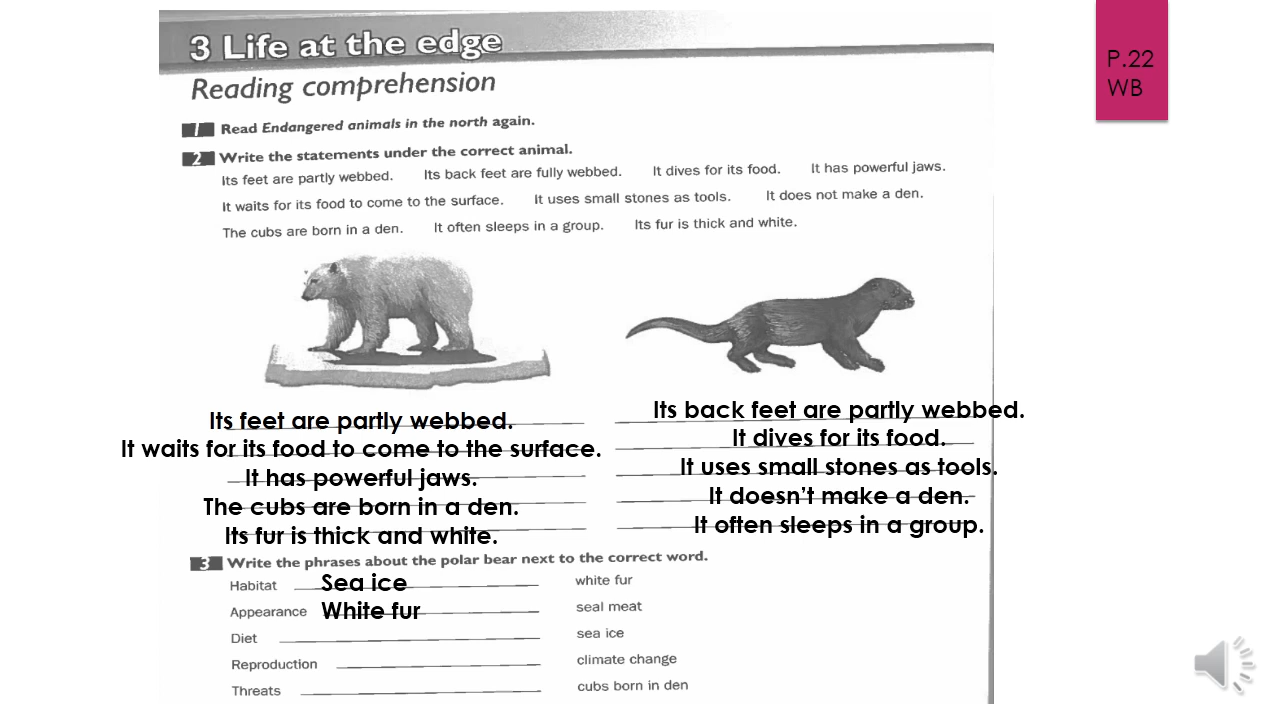 3 Life at the edge
P.22
WB
Reading comprehension
1 Read Endangered animals in the north again.
2 Write the statements under the correct animal.
Its feet are partly webbed. Its back feet are fully webbed. It dives for its food. It has powerful jaws.
It waits for its food to come to the surface. It uses small stones as tools. It does not make a den.
The cubs are born in a den. It often sleeps in a group. Its fur is thick and white.
Its feet are partly webbed.
It waits for its food to come to the surface.
It has powerful jaws.
The cubs are born in a den.
Its fur is thick and white.
Its back feet are partly webbed.
It dives for its food.
It uses small stones as tools.
It doesn't make a den.
It often sleeps in a group.
3 Write the phrases about the polar bear next to the correct word.
Habitat Sea ice white fur
Appearance White fur seal meat
Diet sea ice
Reproduction climate change
Threats cubs born in den